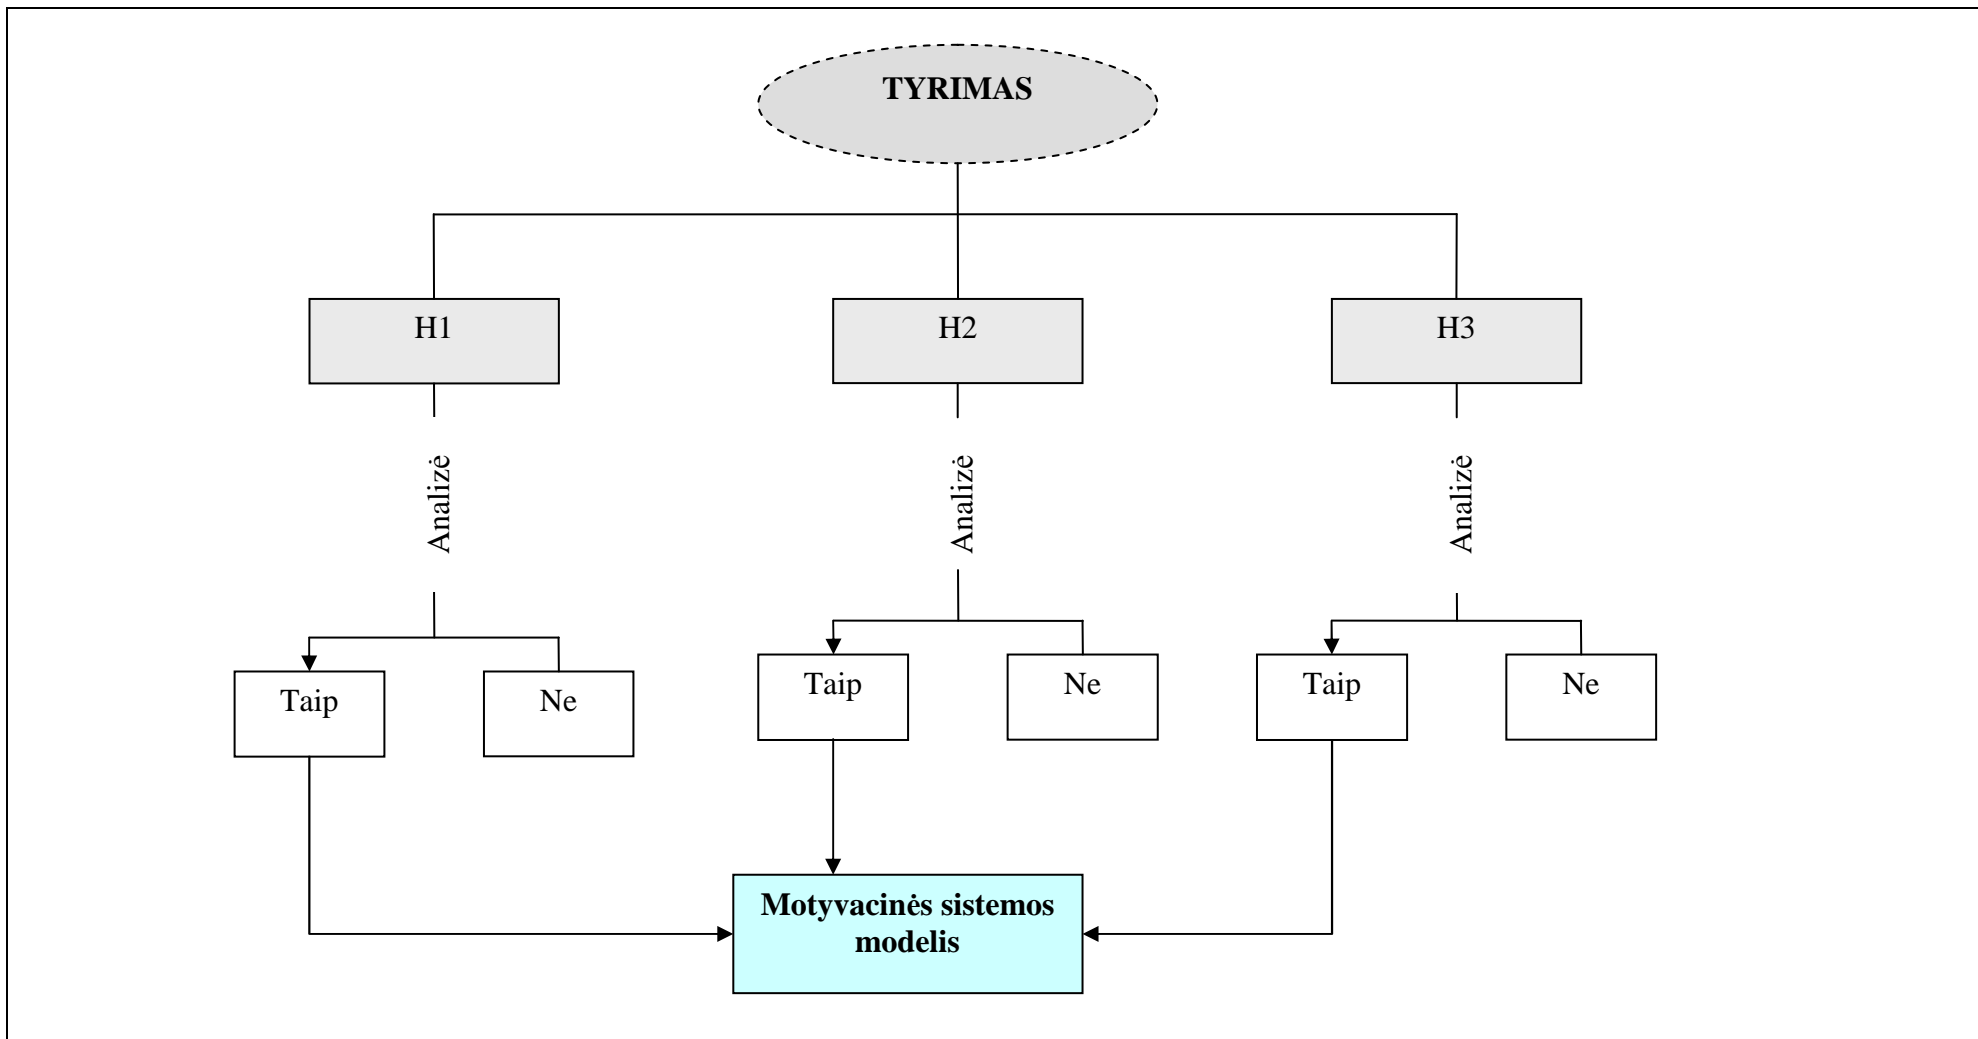 TYRIMAS
H1
H2
H3
Analizė
Analizė
Analizė
Taip
Ne
Taip
Ne
Taip
Ne
Motyvacinės sistemos
modelis